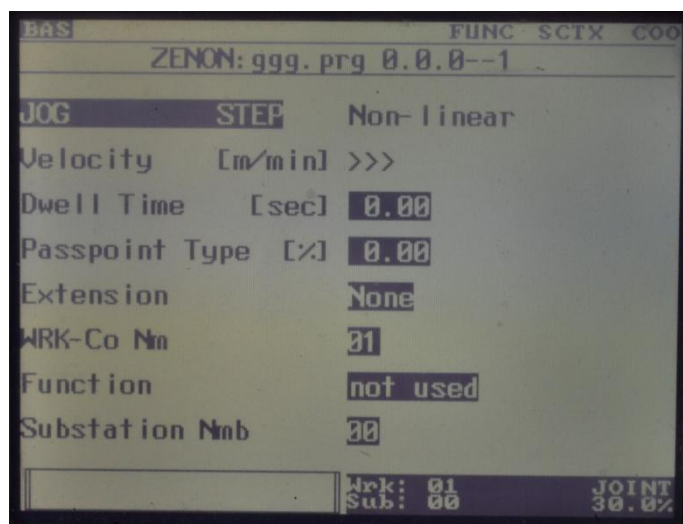 BAS FUNC SCTX COO
ZENON:ggg.prg 0.0.0--1
JOG STEP Non-linear
Velocity [m/min] >>>
Dwell Time [sec] 0.00
Passpoint Type [%] 0.00
Extension None
WRK-Co Nm 01
Function not used
Substation Nmb 00
Wrk: 01 JOINT
Sub: 00 30.0%